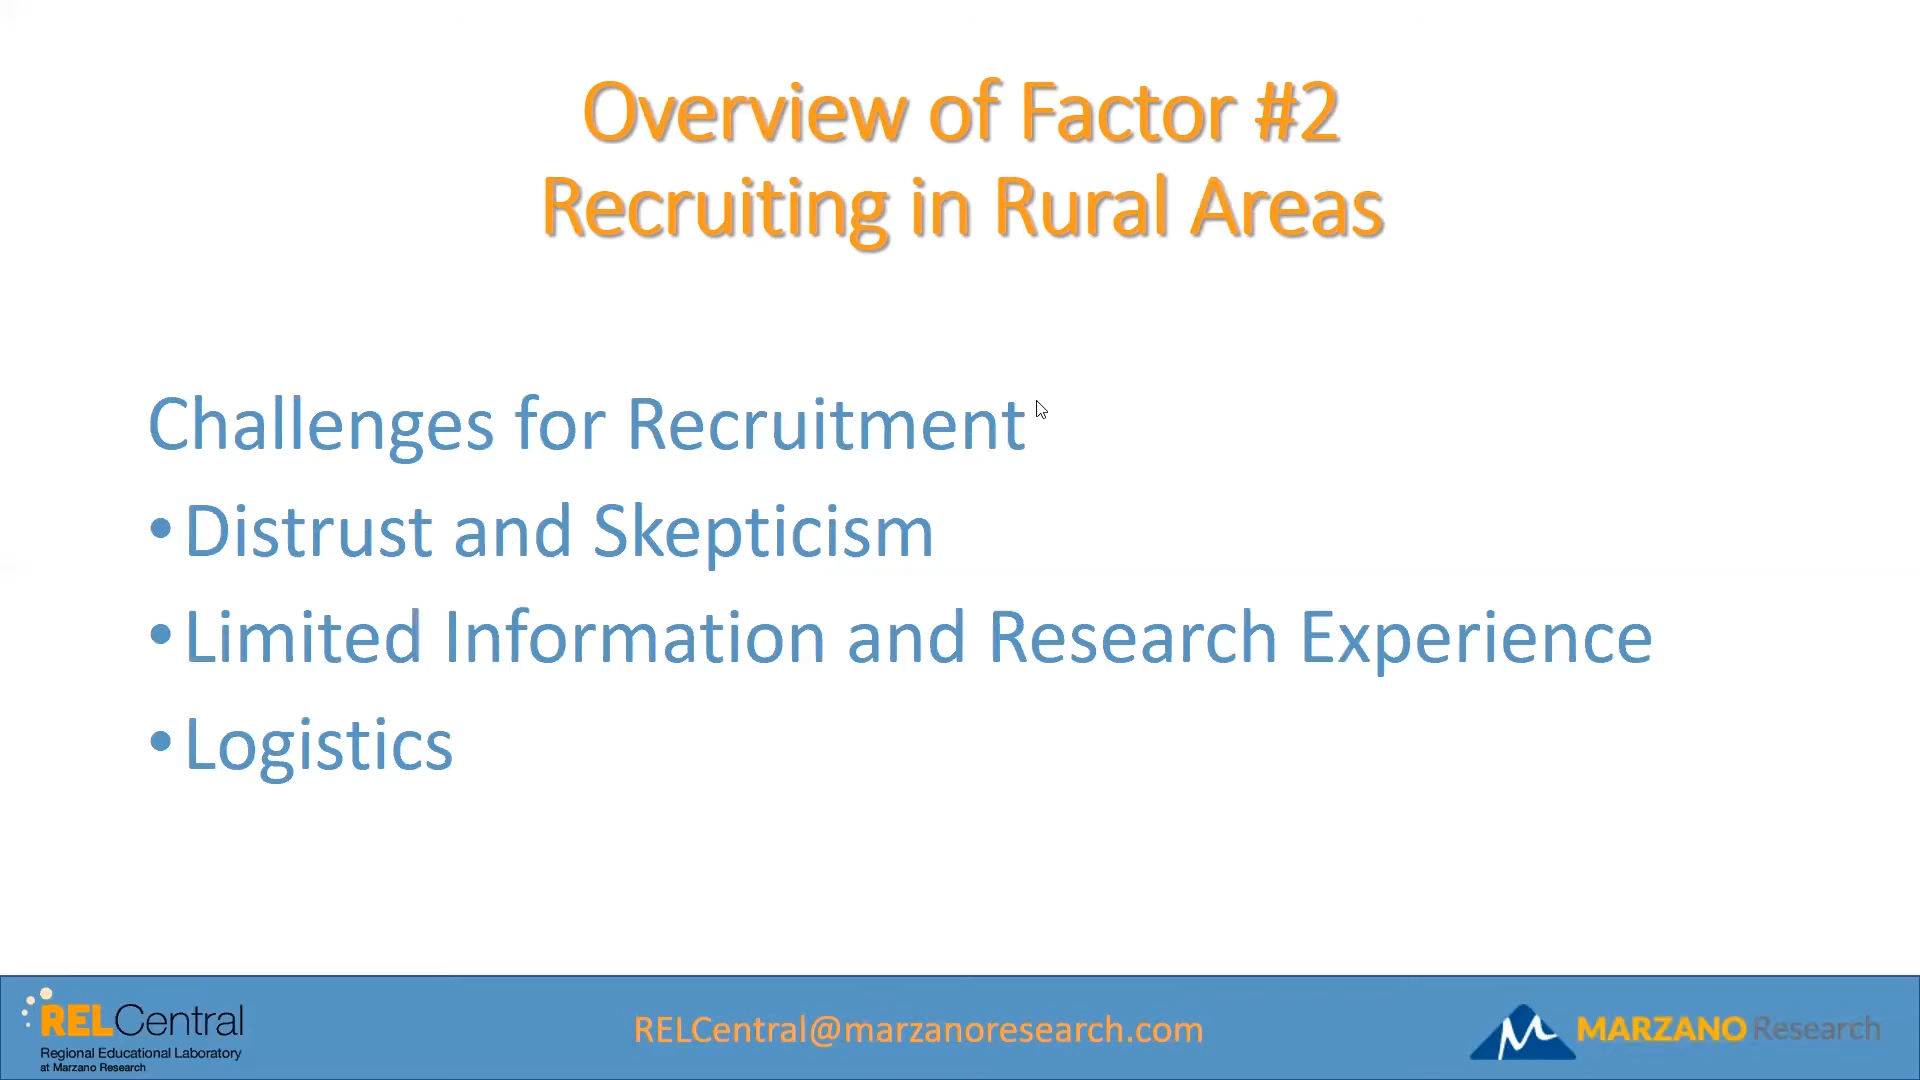 Overview of Factor #2
Recruiting in Rural Areas
Challenges for Recruitment
• Distrust and Skepticism
• Limited Information and Research Experience
• Logistics
RELCentral
Regional Educational Laboratory
at Marzano Research
RELCentral@marzanoresearch.com
MARZANO Research